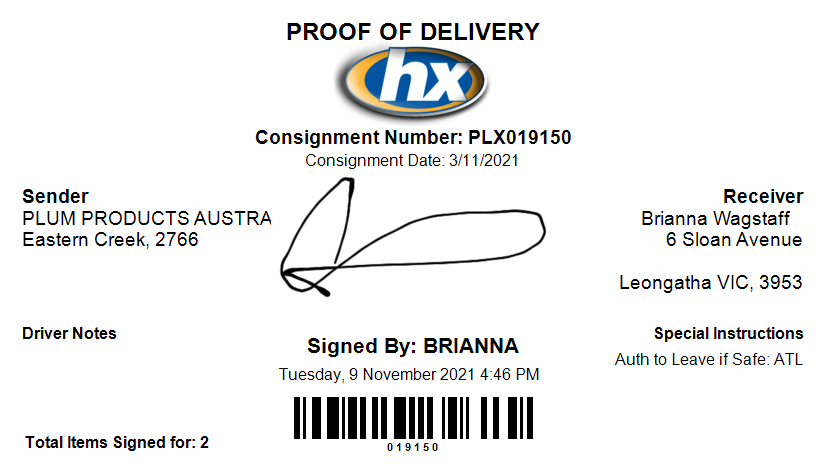 PROOF OF DELIVERY
hx
Consignment Number: PLX019150
Consignment Date: 3/11/2021
Sender
PLUM PRODUCTS AUSTRA
Eastern Creek, 2766
Receiver
Brianna Wagstaff
6 Sloan Avenue
Leongatha VIC, 3953
Driver Notes
Signed By: BRIANNA
Tuesday, 9 November 2021 4:46 PM
Special Instructions
Auth to Leave if Safe: ATL
019150
Total Items Signed for: 2